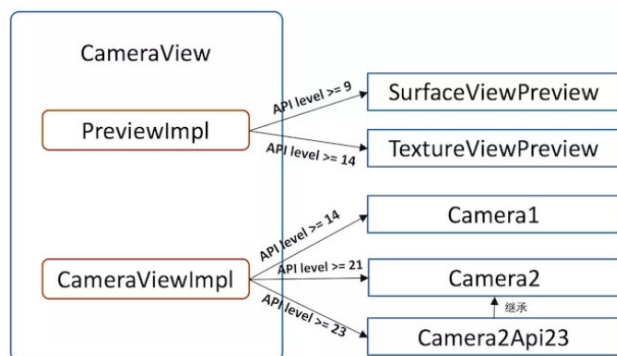 CameraView
API level >= 9
SurfaceViewPreview
PreviewImpl
API level >= 14
TextureViewPreview
API level >= 14
Camera1
CameraViewImpl
API level >= 21
Camera2
API level >= 23
继承
Camera2Api23